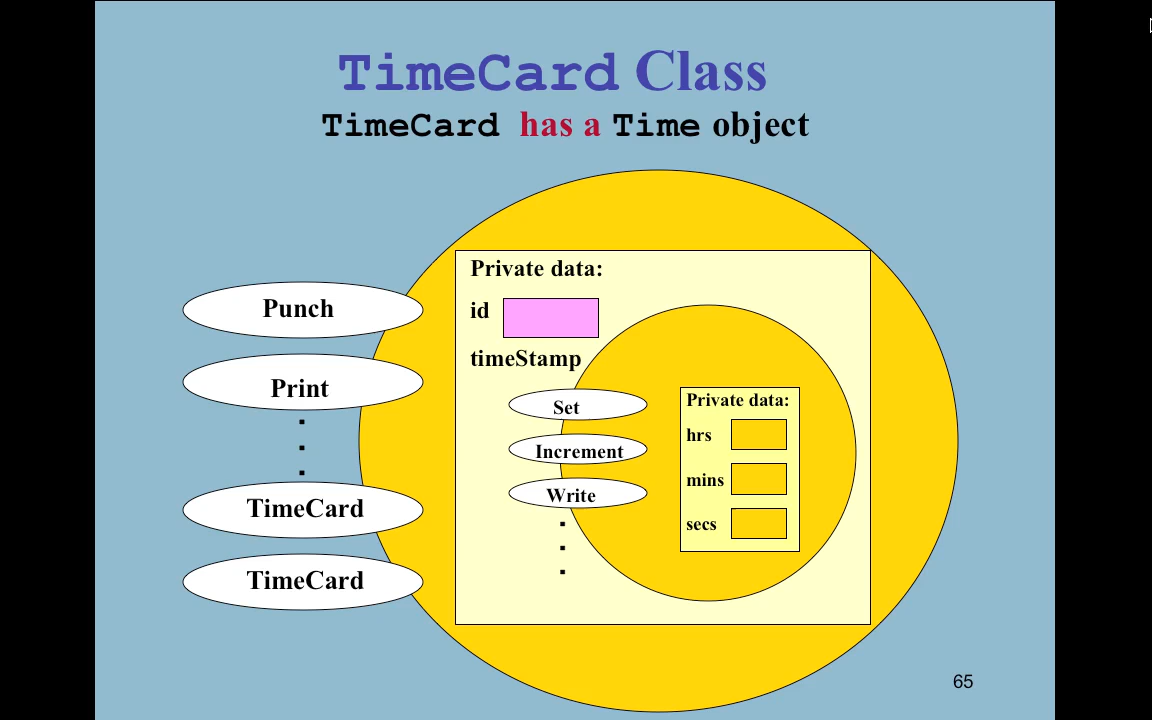 TimeCard Class
TimeCard has a Time object
Private data:
id
timeStamp
Punch
Print
TimeCard
TimeCard
Set
Increment
Write
Private data:
hrs
mins
secs
65